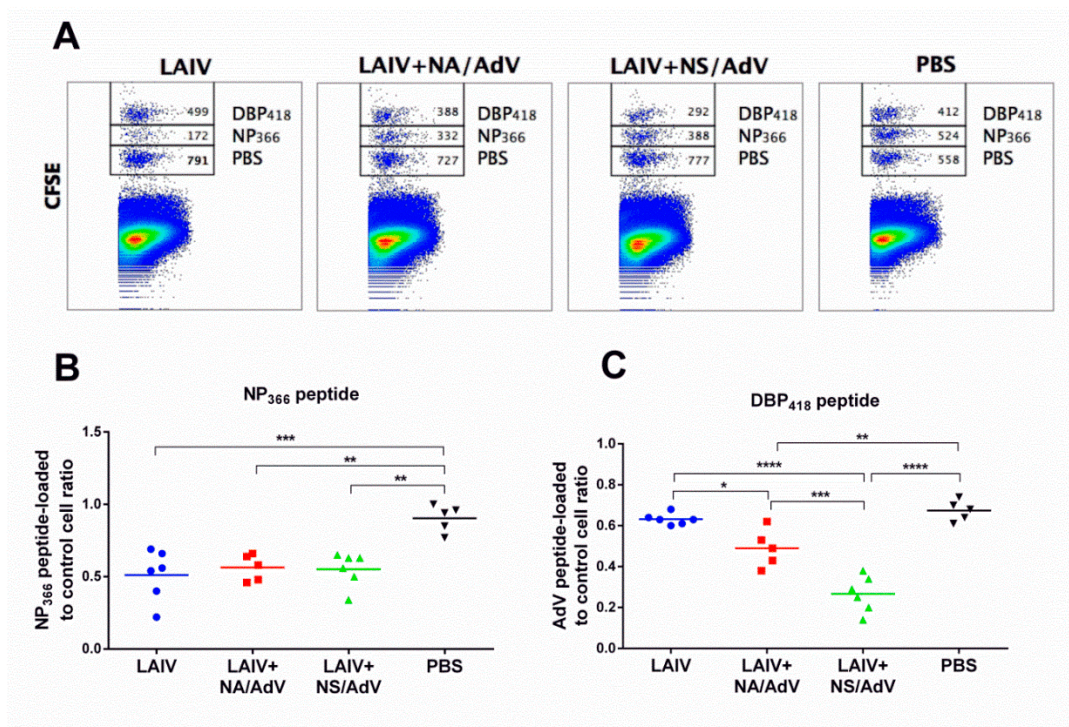 A
LAIV
LAIV+NA/AdV
LAIV+NS/AdV
PBS
CFSE
499 DBP418
172 NP366
791 PBS
388 DBP418
332 NP366
727 PBS
292 DBP418
388 NP366
777 PBS
412 DBP418
524 NP366
558 PBS
B
NP366 peptide
NP366 peptide-loaded
to control cell ratio
1.5
1.0
0.5
0.0
***
**
**
LAIV
LAIV+
NA/AdV
LAIV+
NS/AdV
PBS
C
DBP418 peptide
AdV peptide-loaded
to control cell ratio
1.0
0.8
0.6
0.4
0.2
0.0
**
****
****
*
***
LAIV
LAIV+
NA/AdV
LAIV+
NS/AdV
PBS